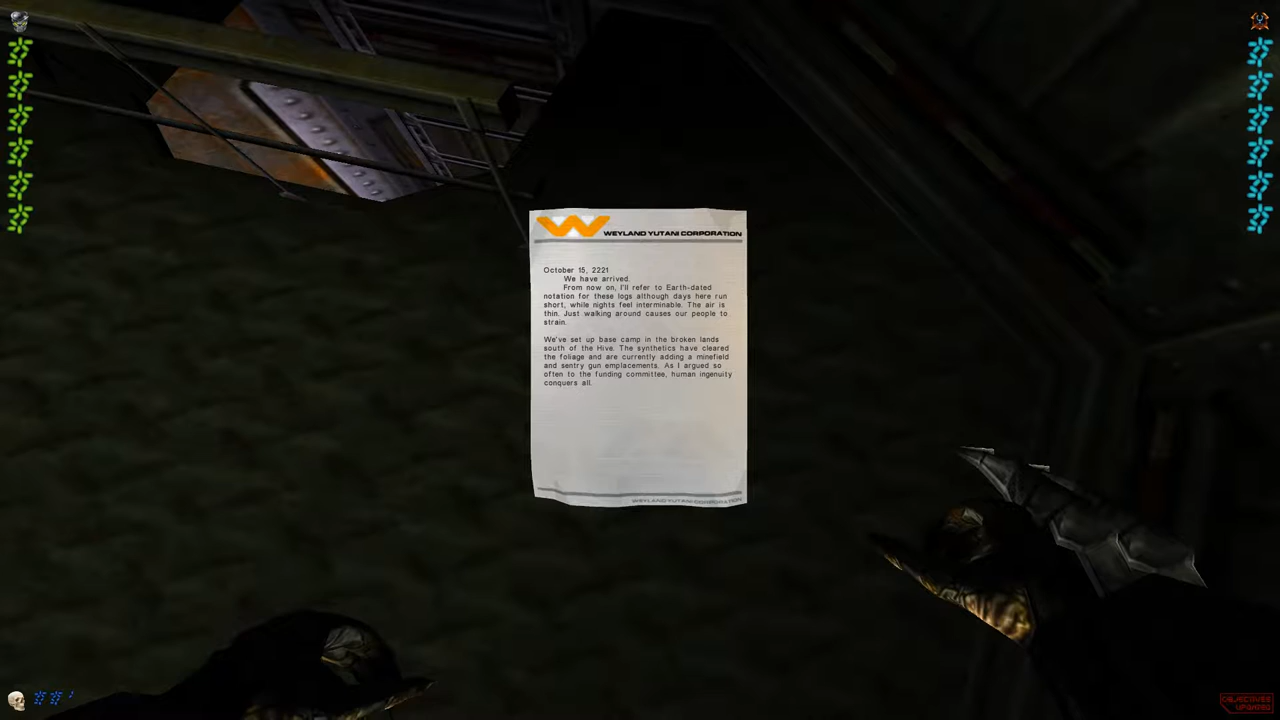 WEYLAND YUTANI CORPORATION
October 15, 2221
We have arrived.
From now on, I'll refer to Earth-dated
notation for these logs although days here run
short, while nights feel interminable. The air is
thin. Just walking around causes our people to
strain.
We've set up base camp in the broken lands
south of the Hive. The synthetics have cleared
the foliage and are currently adding a minefield
and sentry gun emplacements. As I argued so
often to the funding committee, human ingenuity
conquers all.
WEYLAND YUTANI CORPORATION
OBJECTIVES
UPDATED